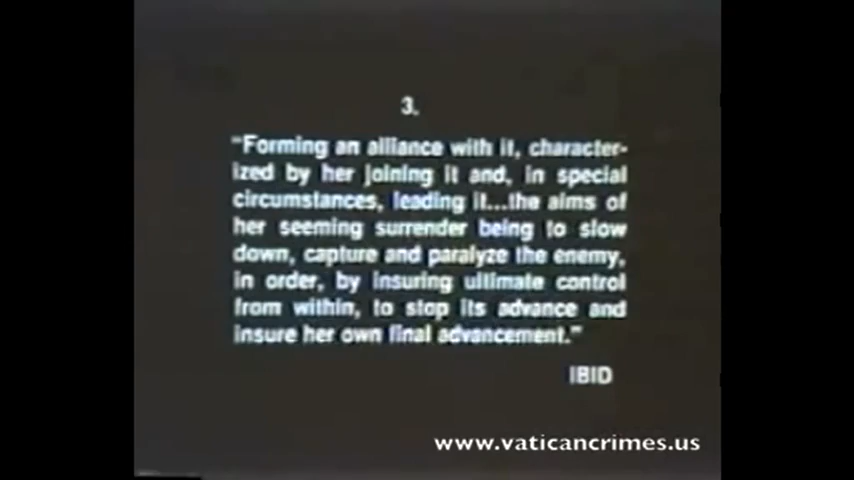 3.
"Forming an alliance with it, character-
ized by her joining it and, in special
circumstances, leading it...the aims of
her seeming surrender being to slow
down, capture and paralyze the enemy,
in order, by insuring ultimate control
from within, to stop its advance and
insure her own final advancement."
IBID
www.vaticancrimes.us